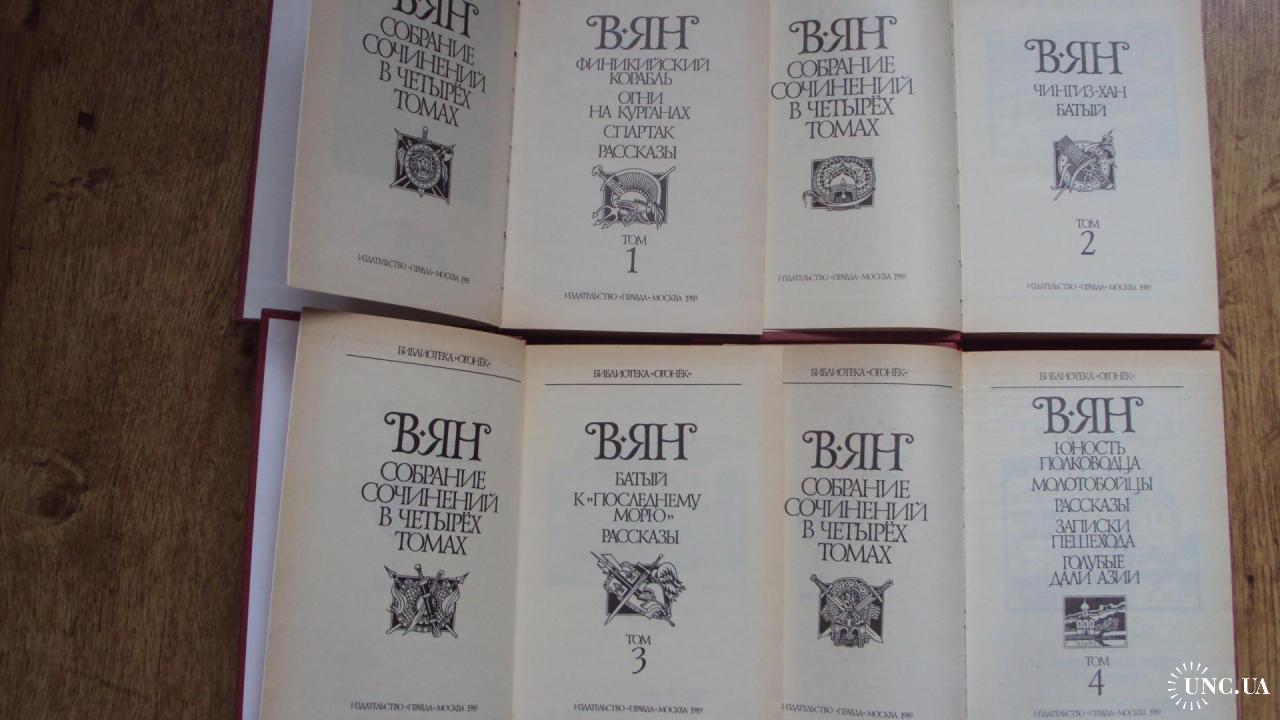 В·ЯН
СОБРАНИЕ
СОЧИНЕНИЙ
В ЧЕТЫРЁХ
ТОМАХ
ИЗДАТЕЛЬСТВО «ПРАВДА» МОСКВА 1989
В·ЯН
ФИНИКИЙСКИЙ
КОРАБЛЬ
ОГНИ
НА КУРГАНАХ
СПАРТАК
РАССКАЗЫ
ТОМ
1
ИЗДАТЕЛЬСТВО «ПРАВДА» МОСКВА 1989
В·ЯН
СОБРАНИЕ
СОЧИНЕНИЙ
В ЧЕТЫРЁХ
ТОМАХ
ИЗДАТЕЛЬСТВО «ПРАВДА» МОСКВА 1989
В·ЯН
ЧИНГИЗ-ХАН
БАТЫЙ
ТОМ
2
ИЗДАТЕЛЬСТВО «ПРАВДА» МОСКВА 1989
БИБЛИОТЕКА «ОГОНЁК»
В·ЯН
СОБРАНИЕ
СОЧИНЕНИЙ
В ЧЕТЫРЁХ
ТОМАХ
ИЗДАТЕЛЬСТВО «ПРАВДА» МОСКВА 1989
БИБЛИОТЕКА «ОГОНЁК»
В·ЯН
БАТЫЙ
К „ПОСЛЕДНЕМУ
МОРЮ”
РАССКАЗЫ
ТОМ
3
ИЗДАТЕЛЬСТВО «ПРАВДА» МОСКВА 1989
БИБЛИОТЕКА «ОГОНЁК»
В·ЯН
СОБРАНИЕ
СОЧИНЕНИЙ
В ЧЕТЫРЁХ
ТОМАХ
ИЗДАТЕЛЬСТВО «ПРАВДА» МОСКВА 1989
БИБЛИОТЕКА «ОГОНЁК»
В·ЯН
ЮНОСТЬ
ПОЛКОВОДЦА
МОЛОТОБОЙЦЫ
РАССКАЗЫ
ЗАПИСКИ
ПЕШЕХОДА
ГОЛУБЫЕ
ДАЛИ АЗИИ
ТОМ
4
ИЗДАТЕЛЬСТВО «ПРАВДА» МОСКВА 1989
UNC.UA